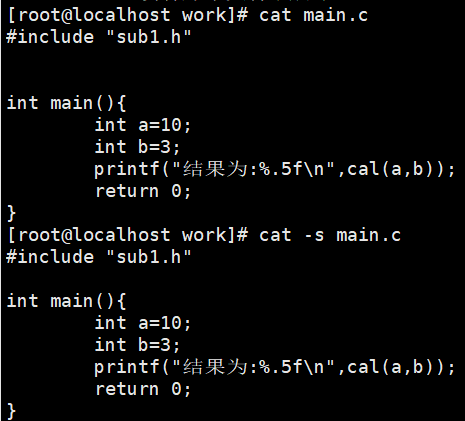 [root@localhost work]# cat main.c
#include "sub1.h"


int main(){
        int a=10;
        int b=3;
        printf("结果为:%.5f\n",cal(a,b));
        return 0;
}
[root@localhost work]# cat -s main.c
#include "sub1.h"

int main(){
        int a=10;
        int b=3;
        printf("结果为:%.5f\n",cal(a,b));
        return 0;
}